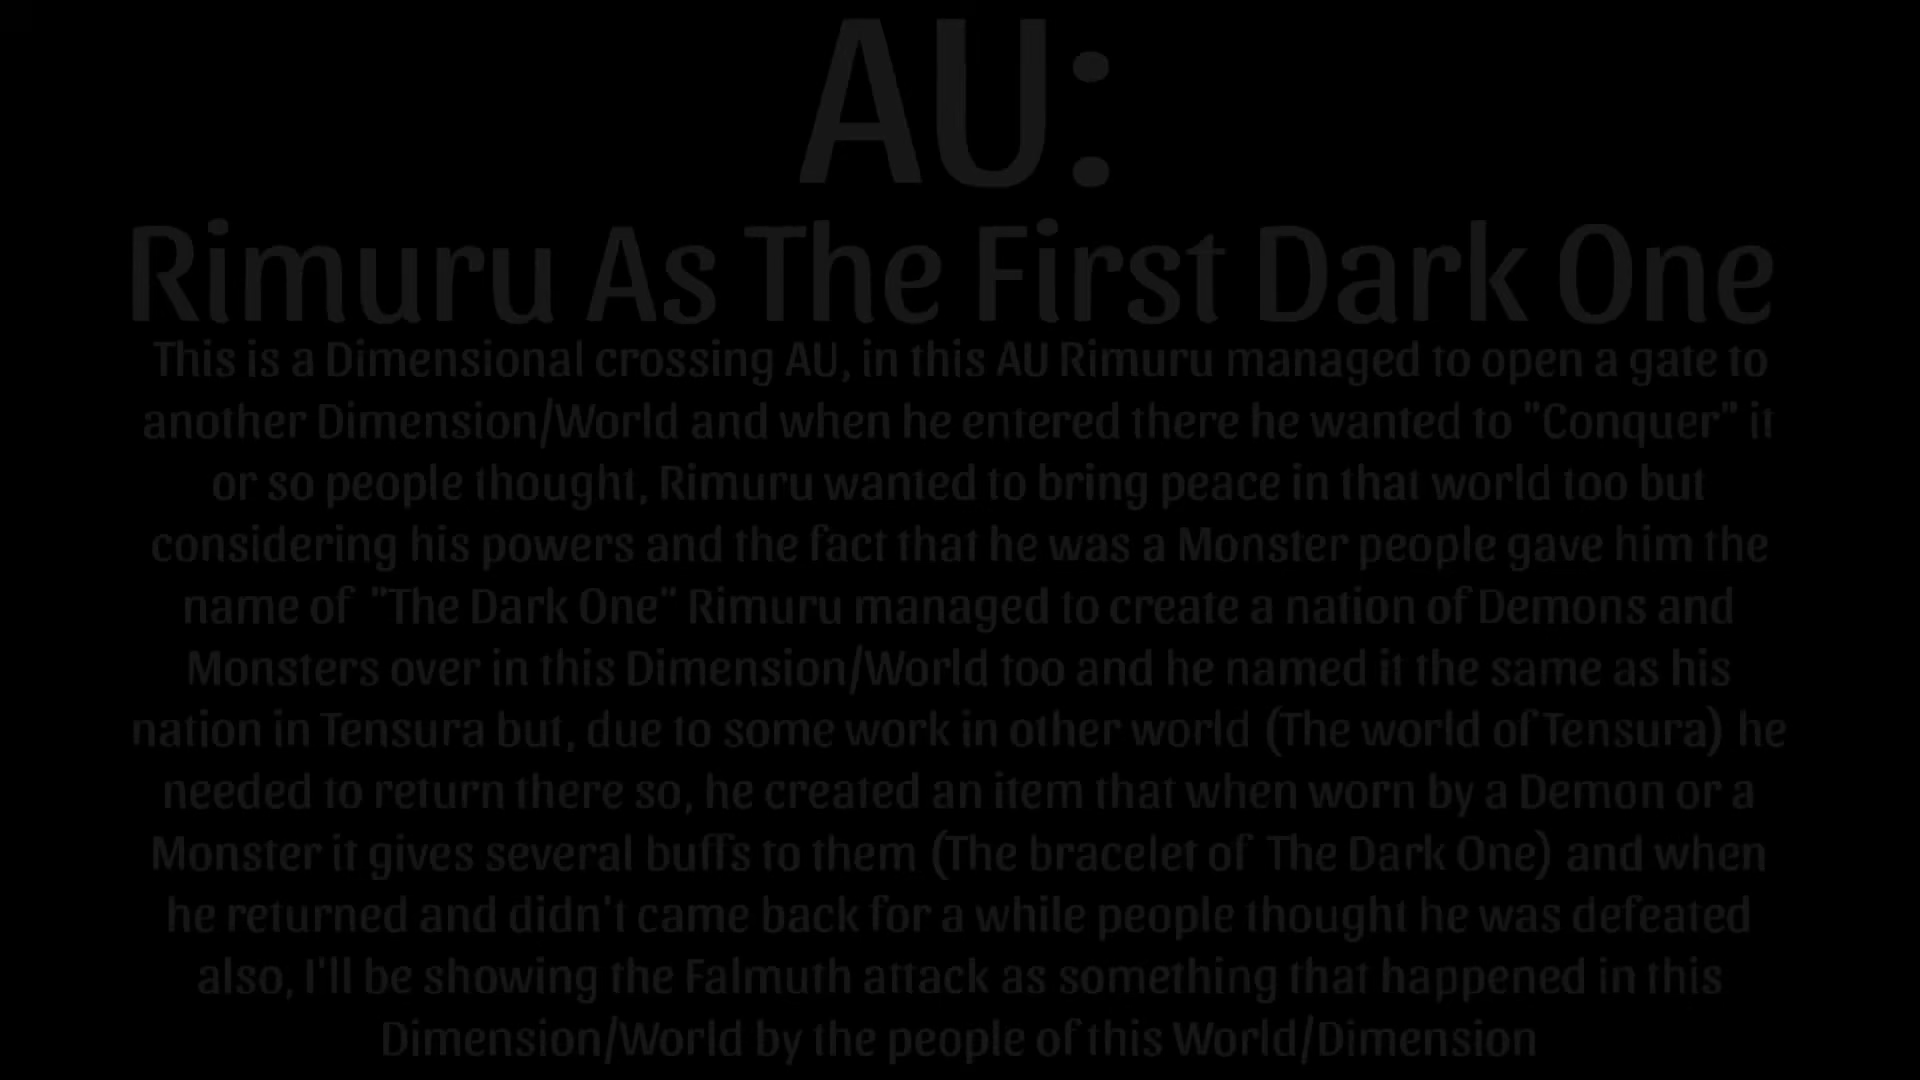 AU:
Rimuru As The First Dark One
This is a Dimensional crossing AU, in this AU Rimuru managed to open a gate to
another Dimension/World and when he entered there he wanted to "Conquer" it
or so people thought, Rimuru wanted to bring peace in that world too but
considering his powers and the fact that he was a Monster people gave him the
name of "The Dark One" Rimuru managed to create a nation of Demons and
Monsters over in this Dimension/World too and he named it the same as his
nation in Tensura but, due to some work in other world (The world of Tensura) he
needed to return there so, he created an item that when worn by a Demon or a
Monster it gives several buffs to them (The bracelet of The Dark One) and when
he returned and didn't came back for a while people thought he was defeated
also, I'll be showing the Falmuth attack as something that happened in this
Dimension/World by the people of this World/Dimension